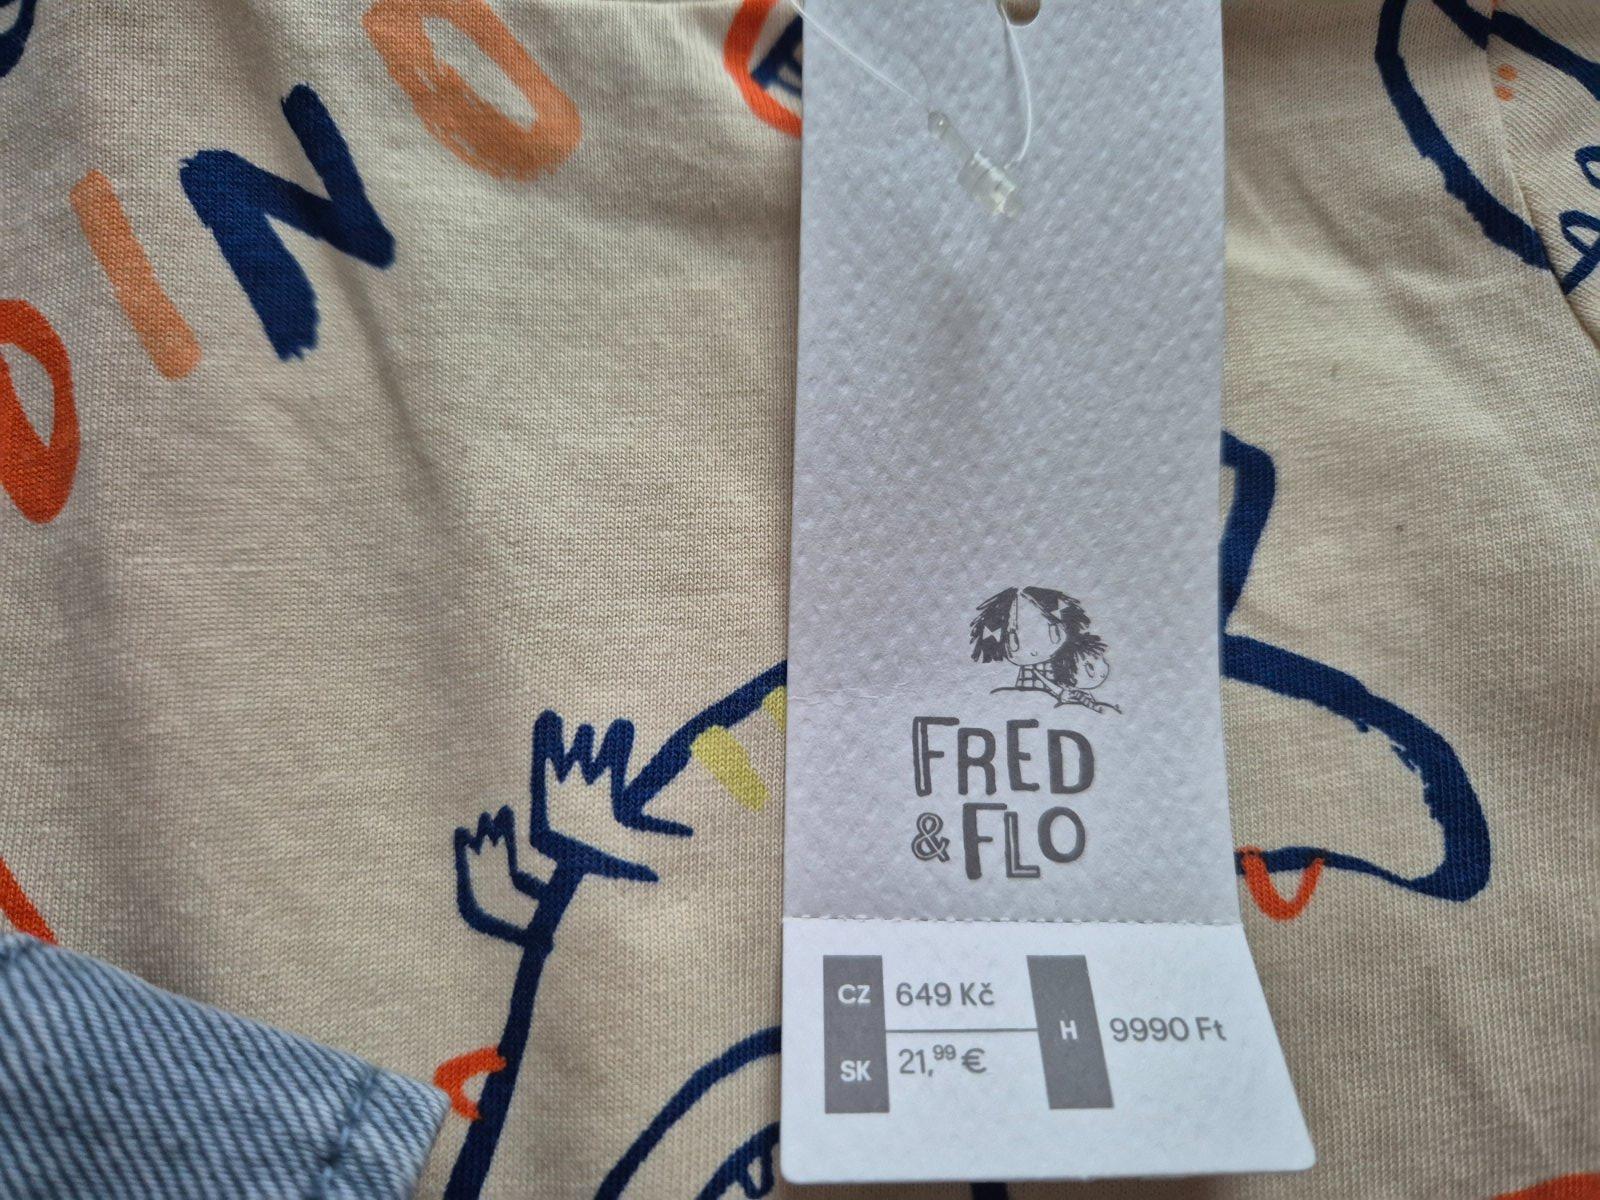 DINO
FRED
& FLO
CZ 649 Kč
SK 21,99 €
H 9990 Ft